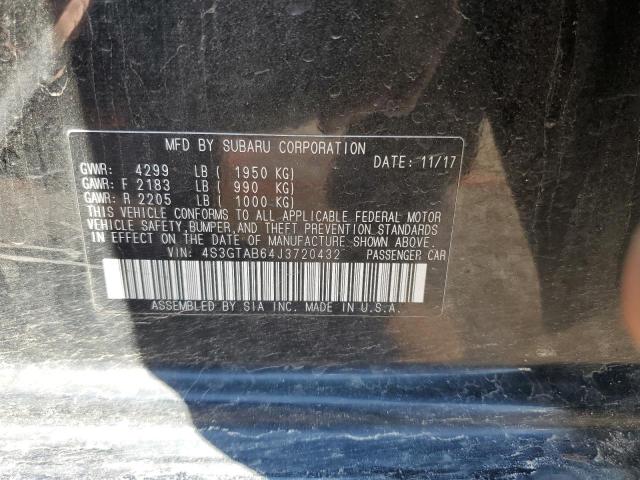 MFD BY SUBARU CORPORATION
DATE: 11/17
GVWR: 4299 LB ( 1950 KG)
GAWR: F 2183 LB ( 990 KG)
GAWR: R 2205 LB ( 1000 KG)
THIS VEHICLE CONFORMS TO ALL APPLICABLE FEDERAL MOTOR
VEHICLE SAFETY, BUMPER, AND THEFT PREVENTION STANDARDS
IN EFFECT ON THE DATE OF MANUFACTURE SHOWN ABOVE.
VIN: 4S3GTAB64J3720432 PASSENGER CAR
ASSEMBLED BY SIA INC. MADE IN U.S.A.